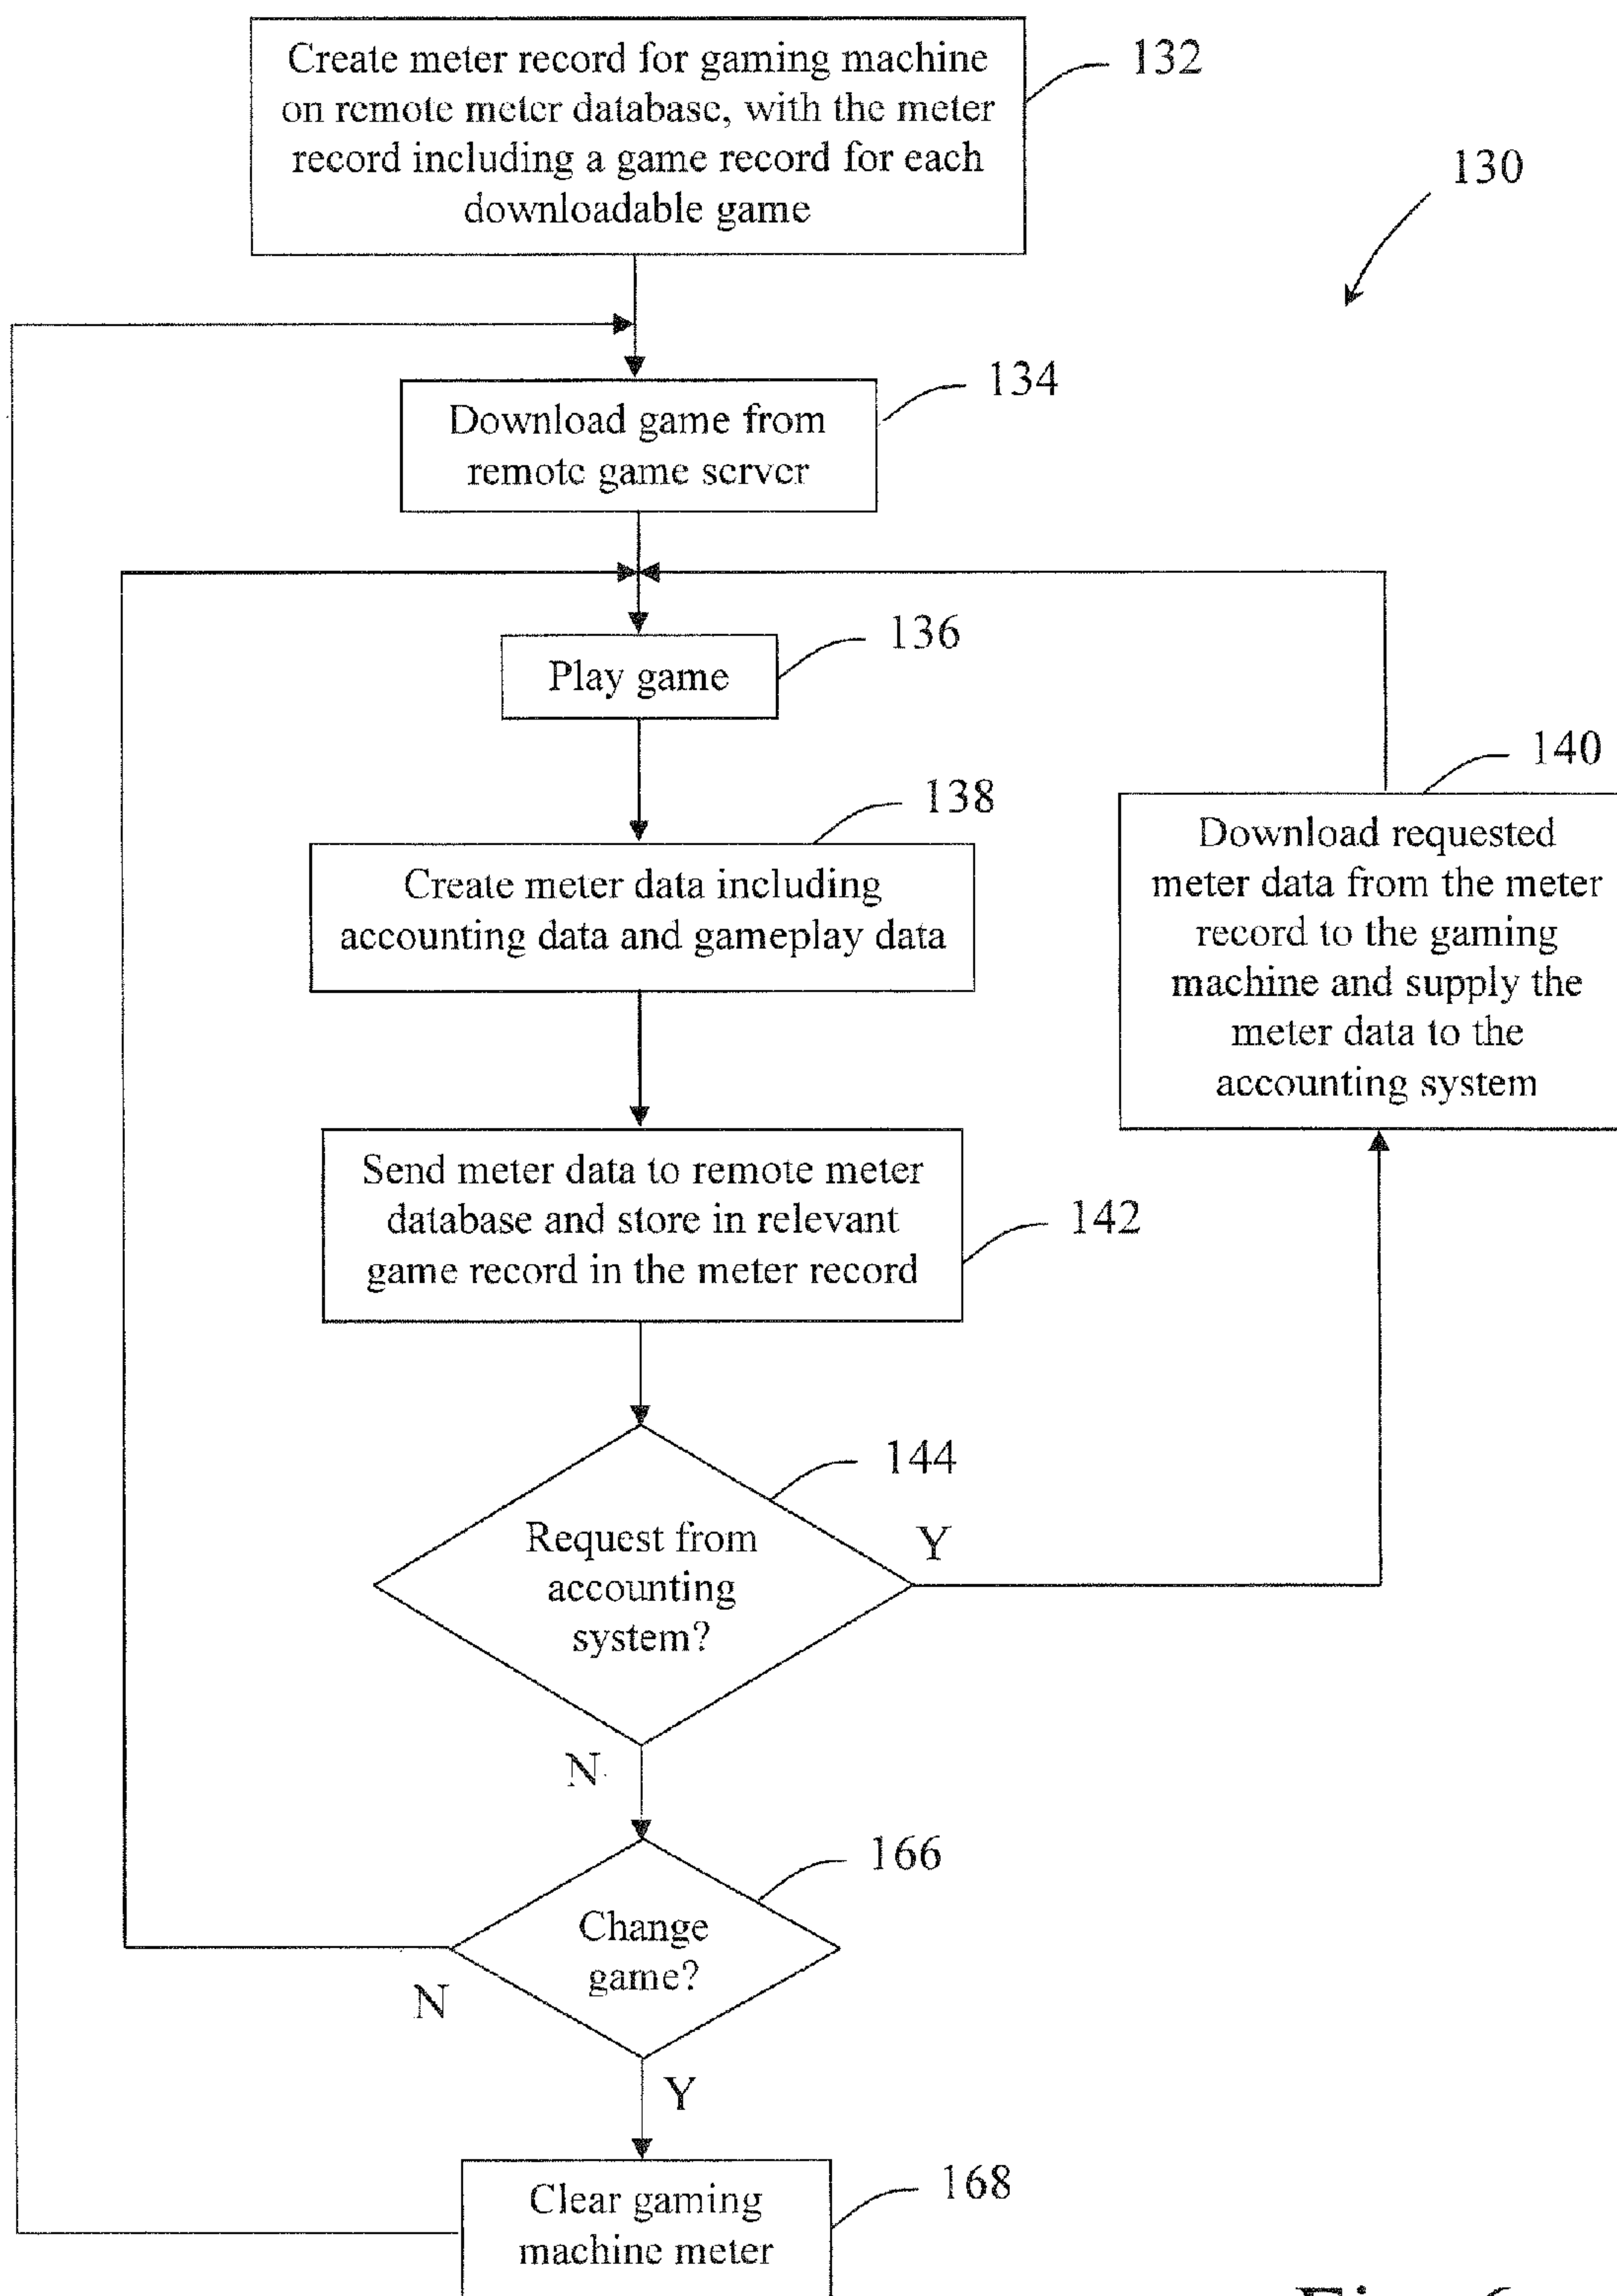 Create meter record for gaming machine
on remote meter database, with the meter
record including a game record for each
downloadable game
132
130
134
Download game from
remote game server
136
Play game
138
Create meter data including
accounting data and gameplay data
140
Download requested
meter data from the meter
record to the gaming
machine and supply the
meter data to the
accounting system
Send meter data to remote meter
database and store in relevant
game record in the meter record
142
144
Request from
accounting
system?
Y
N
166
Change
game?
N
Y
168
Clear gaming
machine meter